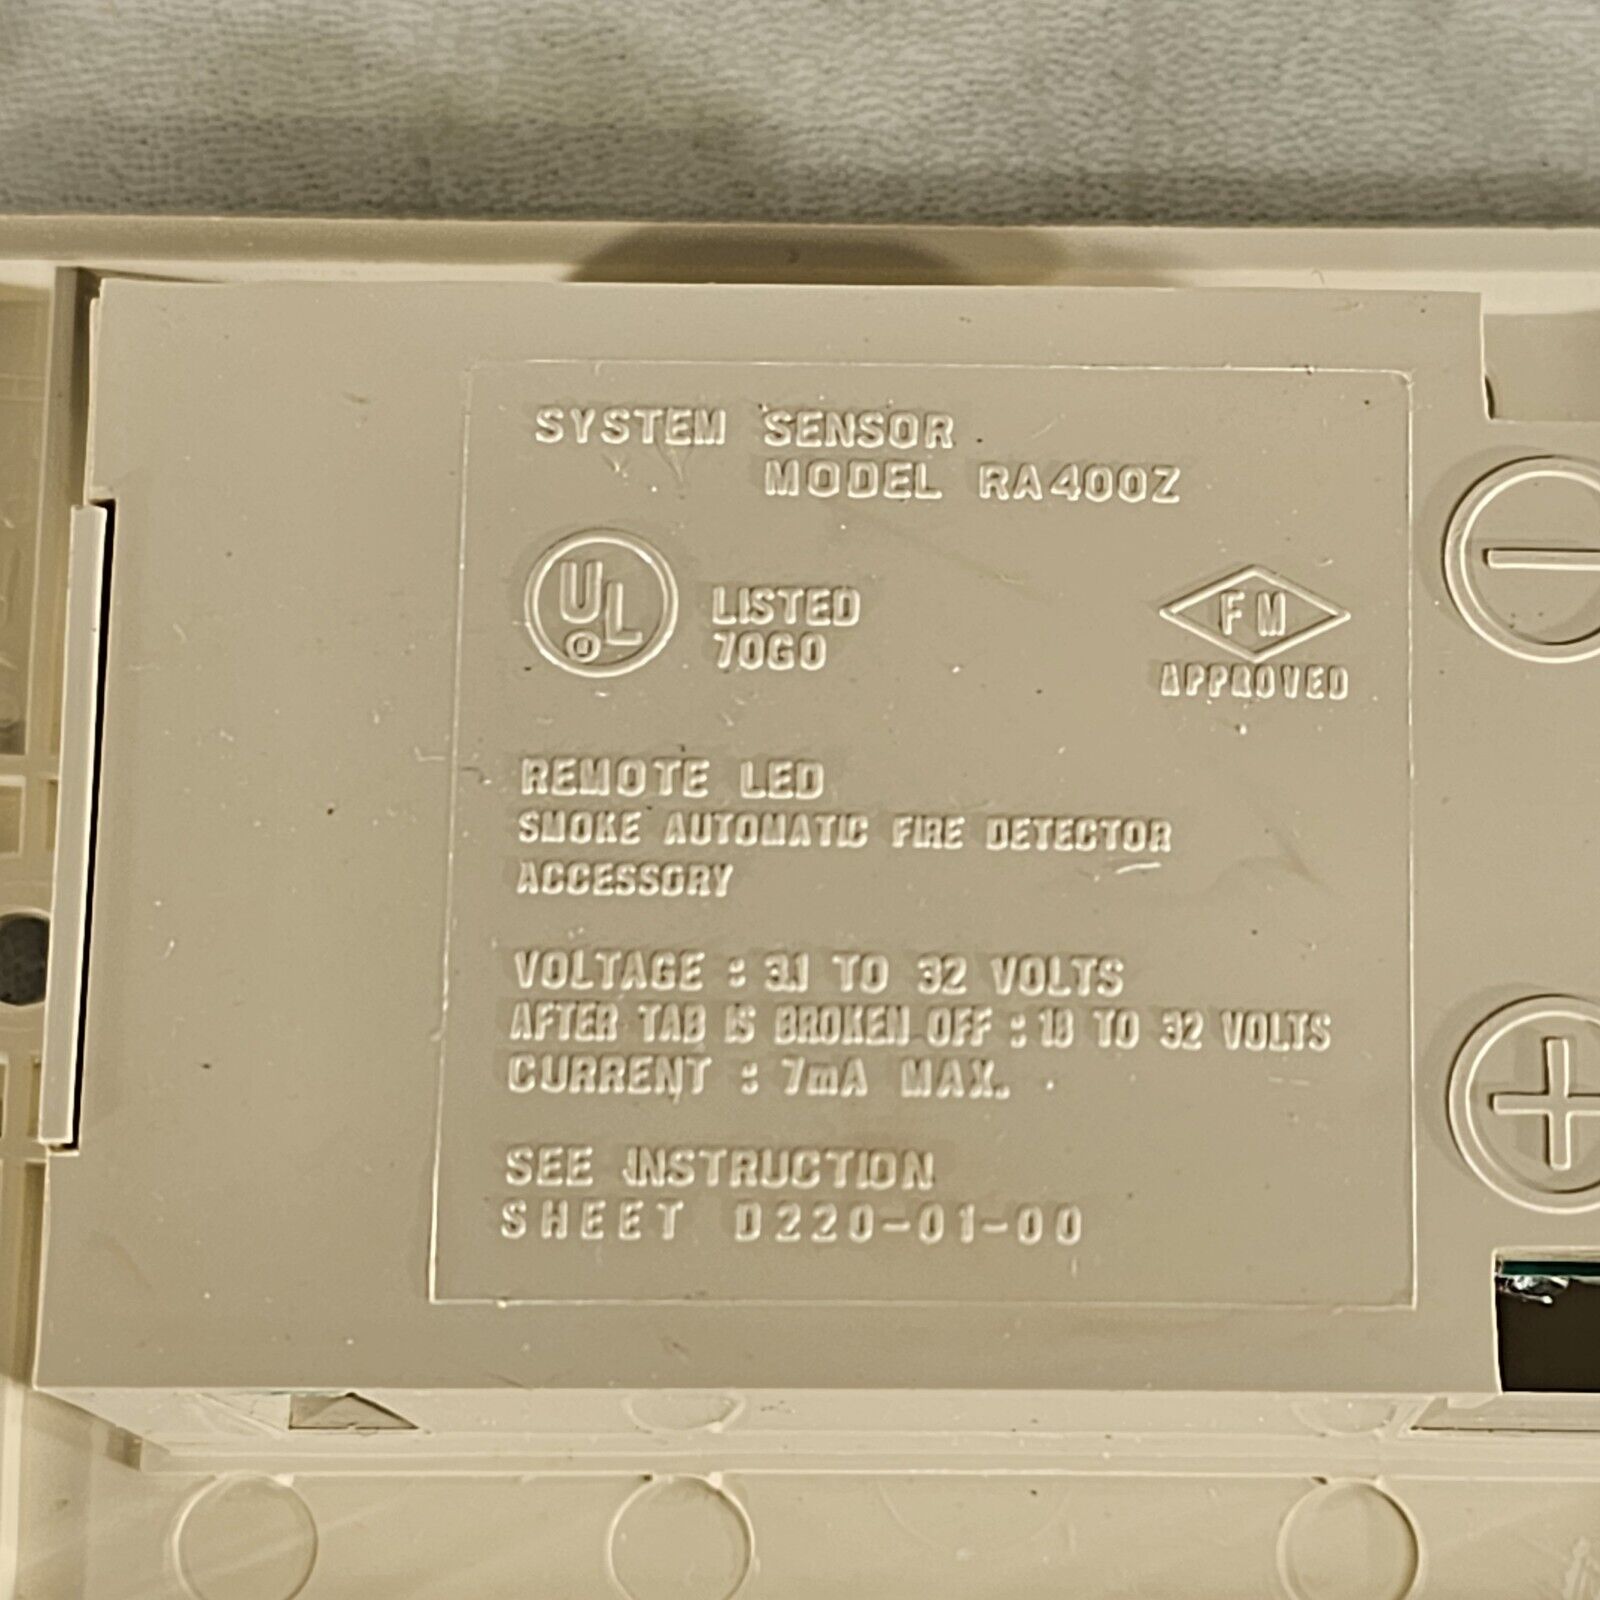 SYSTEM SENSOR
MODEL RA400Z
UL
LISTED
70G0
FM
APPROVED
REMOTE LED
SMOKE AUTOMATIC FIRE DETECTOR
ACCESSORY
VOLTAGE : 3.1 TO 32 VOLTS
AFTER TAB IS BROKEN OFF : 18 TO 32 VOLTS
CURRENT : 7mA MAX.
SEE INSTRUCTION
SHEET D220-01-00